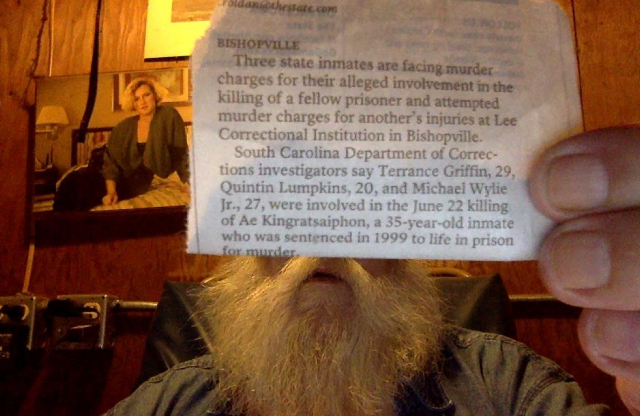 BISHOPVILLE
Three state inmates are facing murder
charges for their alleged involvement in the
killing of a fellow prisoner and attempted
murder charges for another's injuries at Lee
Correctional Institution in Bishopville.
South Carolina Department of Correc-
tions investigators say Terrance Griffin, 29,
Quintin Lumpkins, 20, and Michael Wylie
Jr., 27, were involved in the June 22 killing
of Ae Kingratsaiphon, a 35-year-old inmate
who was sentenced in 1999 to life in prison
for murder.